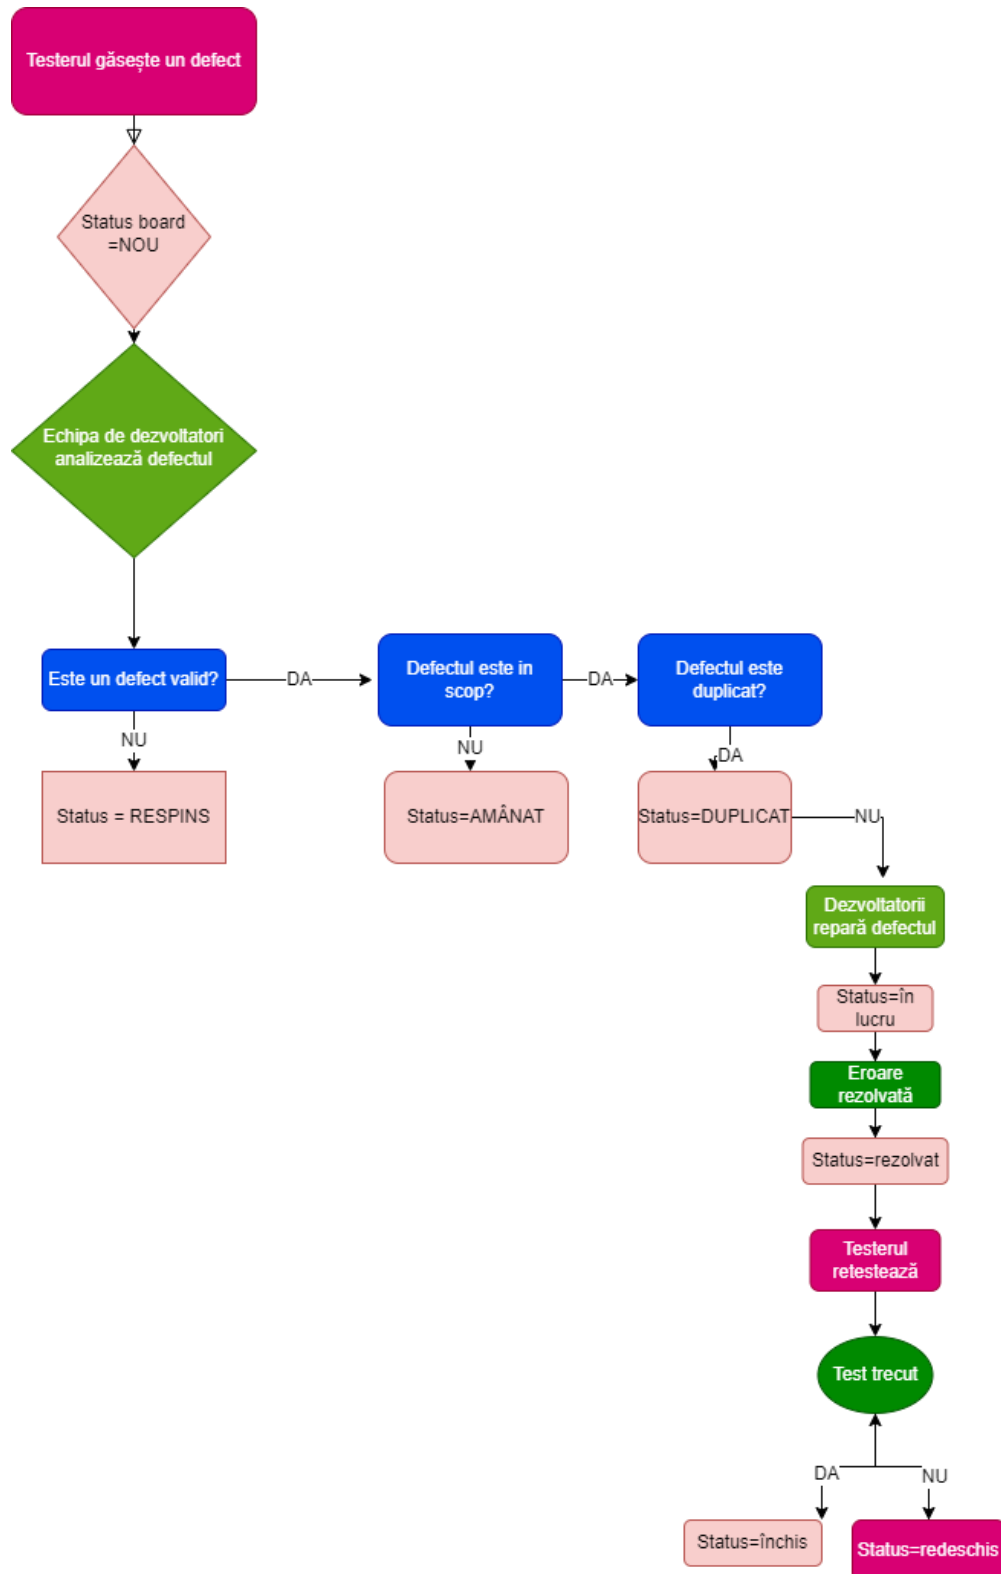 Testerul găsește un defect
Status board
=NOU
Echipa de dezvoltatori
analizează defectul
Este un defect valid?
DA
Defectul este in
scop?
DA
Defectul este
duplicat?
NU
NU
DA
Status = RESPINS
Status=AMÂNAT
Status=DUPLICAT
NU
Dezvoltatorii
repară defectul
Status=în
lucru
Eroare
rezolvată
Status=rezolvat
Testerul
retestează
Test trecut
DA
NU
Status=închis
Status=redeschis